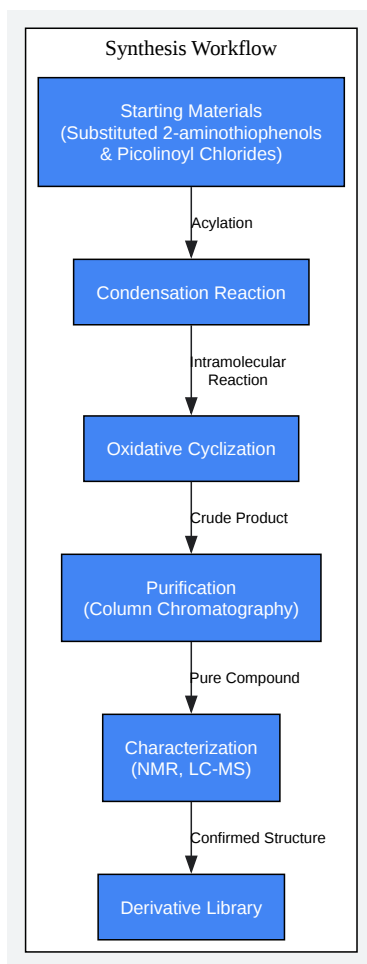 Synthesis Workflow
Starting Materials
(Substituted 2-aminothiophenols
& Picolinoyl Chlorides)
Acylation
Condensation Reaction
Intramolecular
Reaction
Oxidative Cyclization
Crude Product
Purification
(Column Chromatography)
Pure Compound
Characterization
(NMR, LC-MS)
Confirmed Structure
Derivative Library